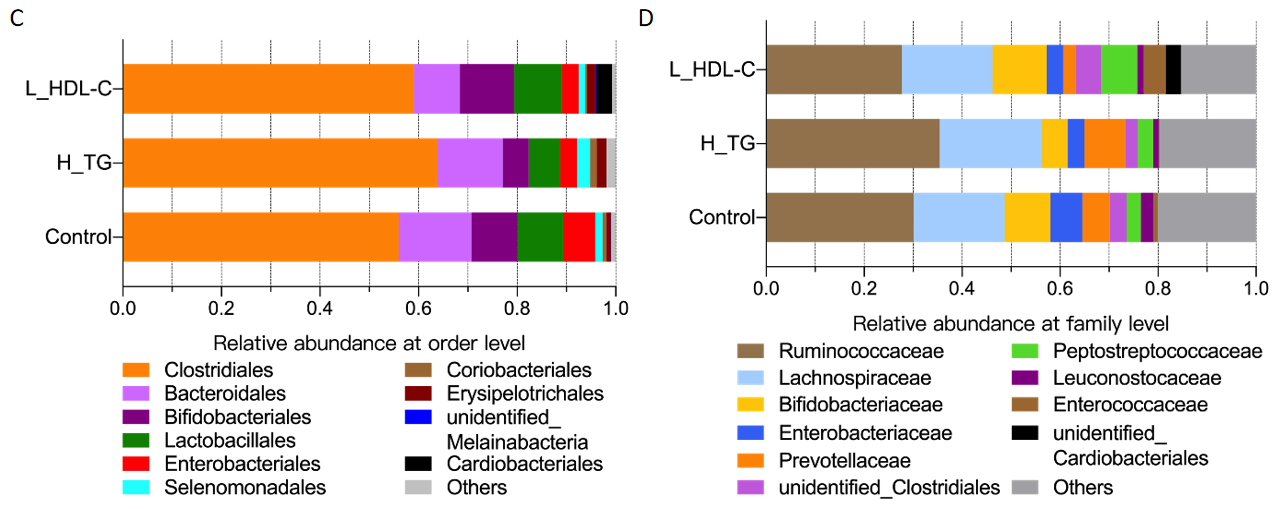 C
L_HDL-C
H_TG
Control
0.0 0.2 0.4 0.6 0.8 1.0
Relative abundance at order level
Clostridiales
Bacteroidales
Bifidobacteriales
Lactobacillales
Enterobacteriales
Selenomonadales
Coriobacteriales
Erysipelotrichales
unidentified_
Melainabacteria
Cardiobacteriales
Others
D
L_HDL-C
H_TG
Control
0.0 0.2 0.4 0.6 0.8 1.0
Relative abundance at family level
Ruminococcaceae
Lachnospiraceae
Bifidobacteriaceae
Enterobacteriaceae
Prevotellaceae
unidentified_Clostridiales
Peptostreptococcaceae
Leuconostocaceae
Enterococcaceae
unidentified_
Cardiobacteriales
Others